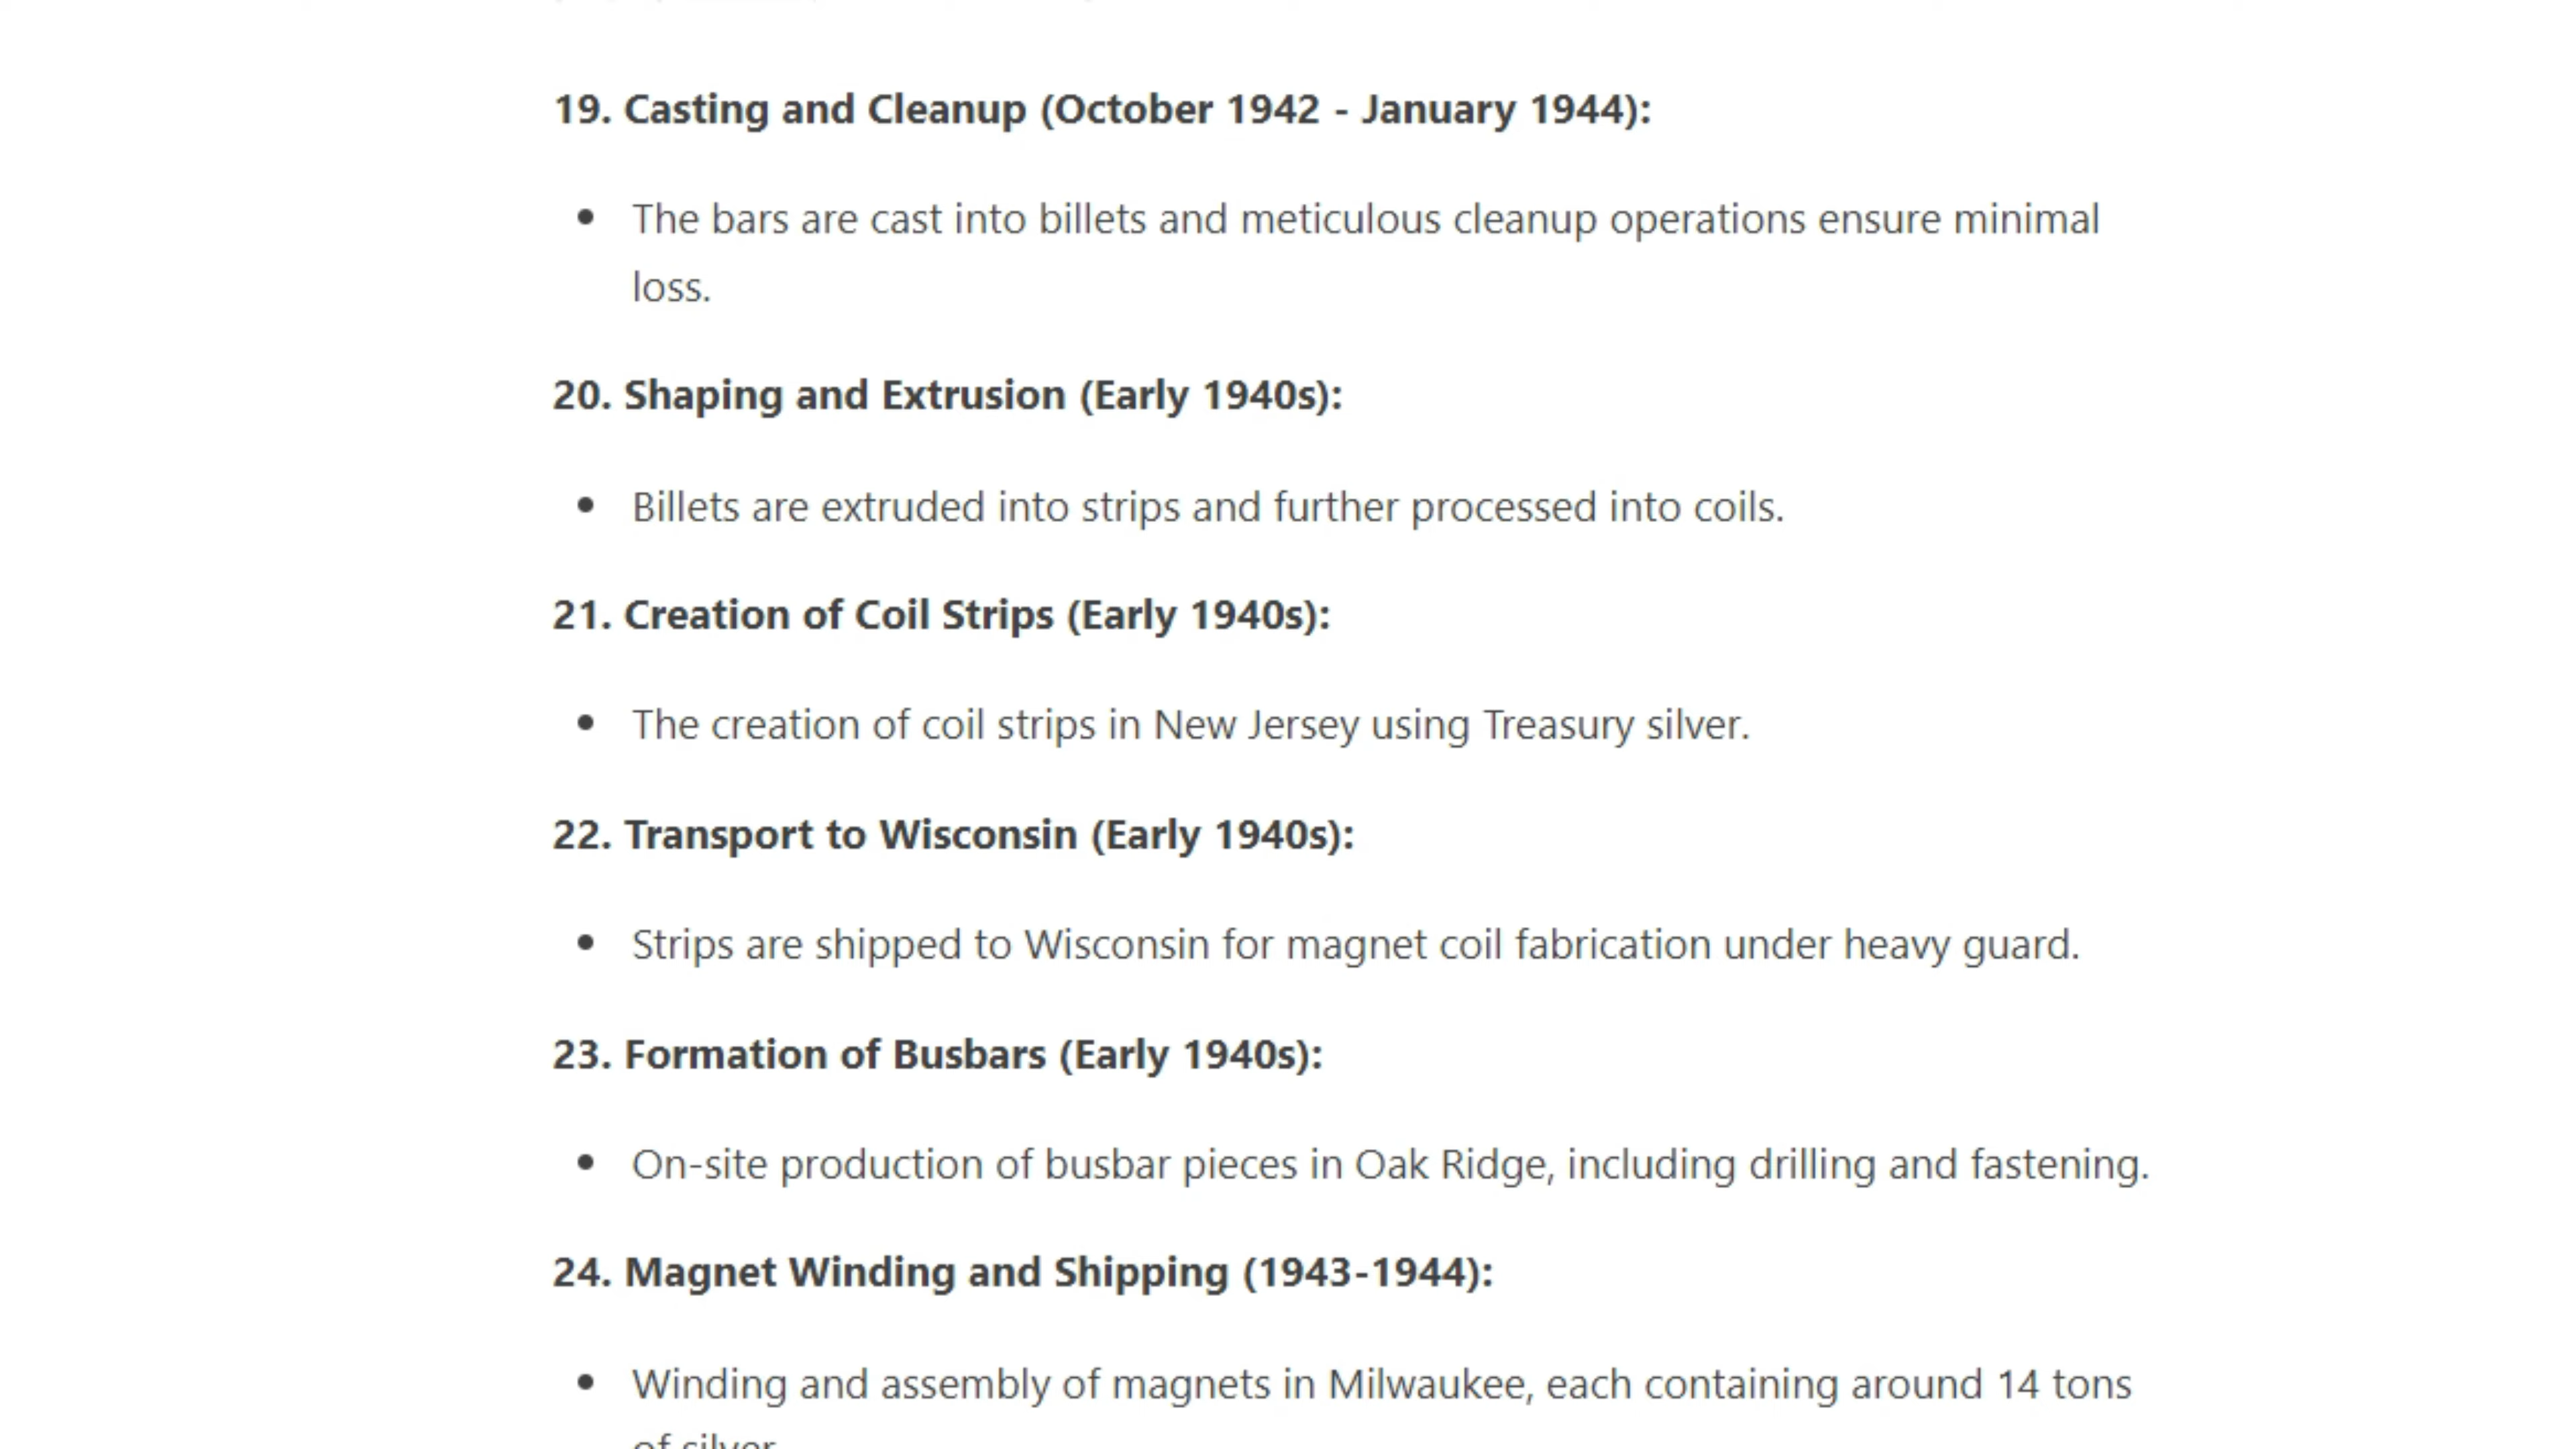 19. Casting and Cleanup (October 1942 - January 1944):
• The bars are cast into billets and meticulous cleanup operations ensure minimal
loss.
20. Shaping and Extrusion (Early 1940s):
• Billets are extruded into strips and further processed into coils.
21. Creation of Coil Strips (Early 1940s):
• The creation of coil strips in New Jersey using Treasury silver.
22. Transport to Wisconsin (Early 1940s):
• Strips are shipped to Wisconsin for magnet coil fabrication under heavy guard.
23. Formation of Busbars (Early 1940s):
• On-site production of busbar pieces in Oak Ridge, including drilling and fastening.
24. Magnet Winding and Shipping (1943-1944):
• Winding and assembly of magnets in Milwaukee, each containing around 14 tons
of silver